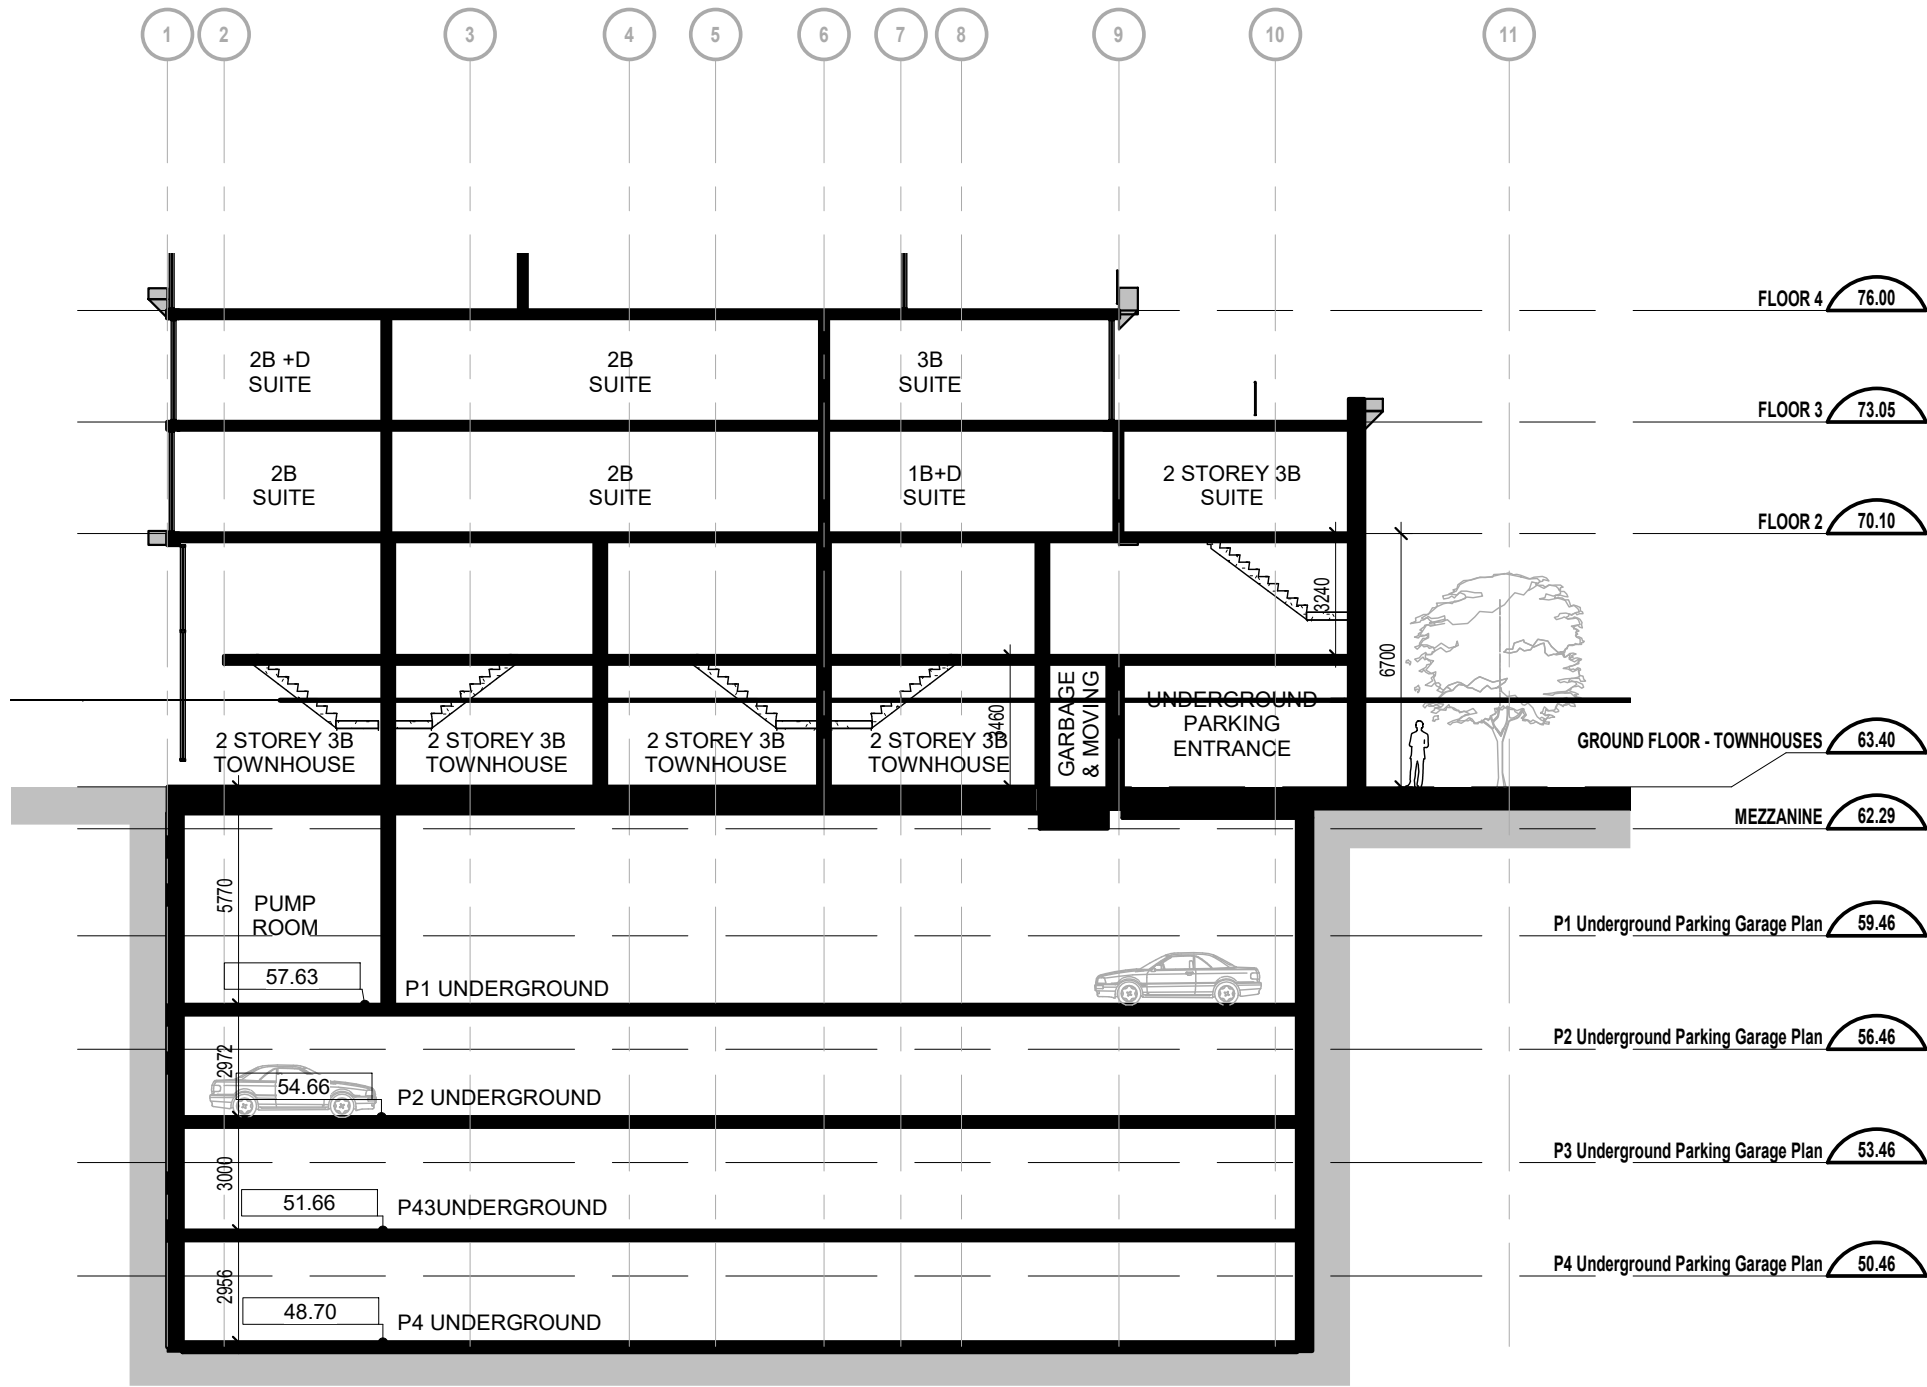 1
2
3
4
5
6
7
8
9
10
11
FLOOR 4
76.00
2B +D
SUITE
2B
SUITE
3B
SUITE
FLOOR 3
73.05
2B
SUITE
2B
SUITE
1B+D
SUITE
2 STOREY 3B
SUITE
FLOOR 2
70.10
3240
6700
3460
2 STOREY 3B
TOWNHOUSE
2 STOREY 3B
TOWNHOUSE
2 STOREY 3B
TOWNHOUSE
2 STOREY 3B
TOWNHOUSE
GARBAGE
& MOVING
UNDERGROUND
PARKING
ENTRANCE
GROUND FLOOR - TOWNHOUSES
63.40
MEZZANINE
62.29
5770
PUMP
ROOM
P1 Underground Parking Garage Plan
59.46
57.63
P1 UNDERGROUND
P2 Underground Parking Garage Plan
56.46
2972
54.66
P2 UNDERGROUND
P3 Underground Parking Garage Plan
53.46
3000
51.66
P43UNDERGROUND
P4 Underground Parking Garage Plan
50.46
2956
48.70
P4 UNDERGROUND